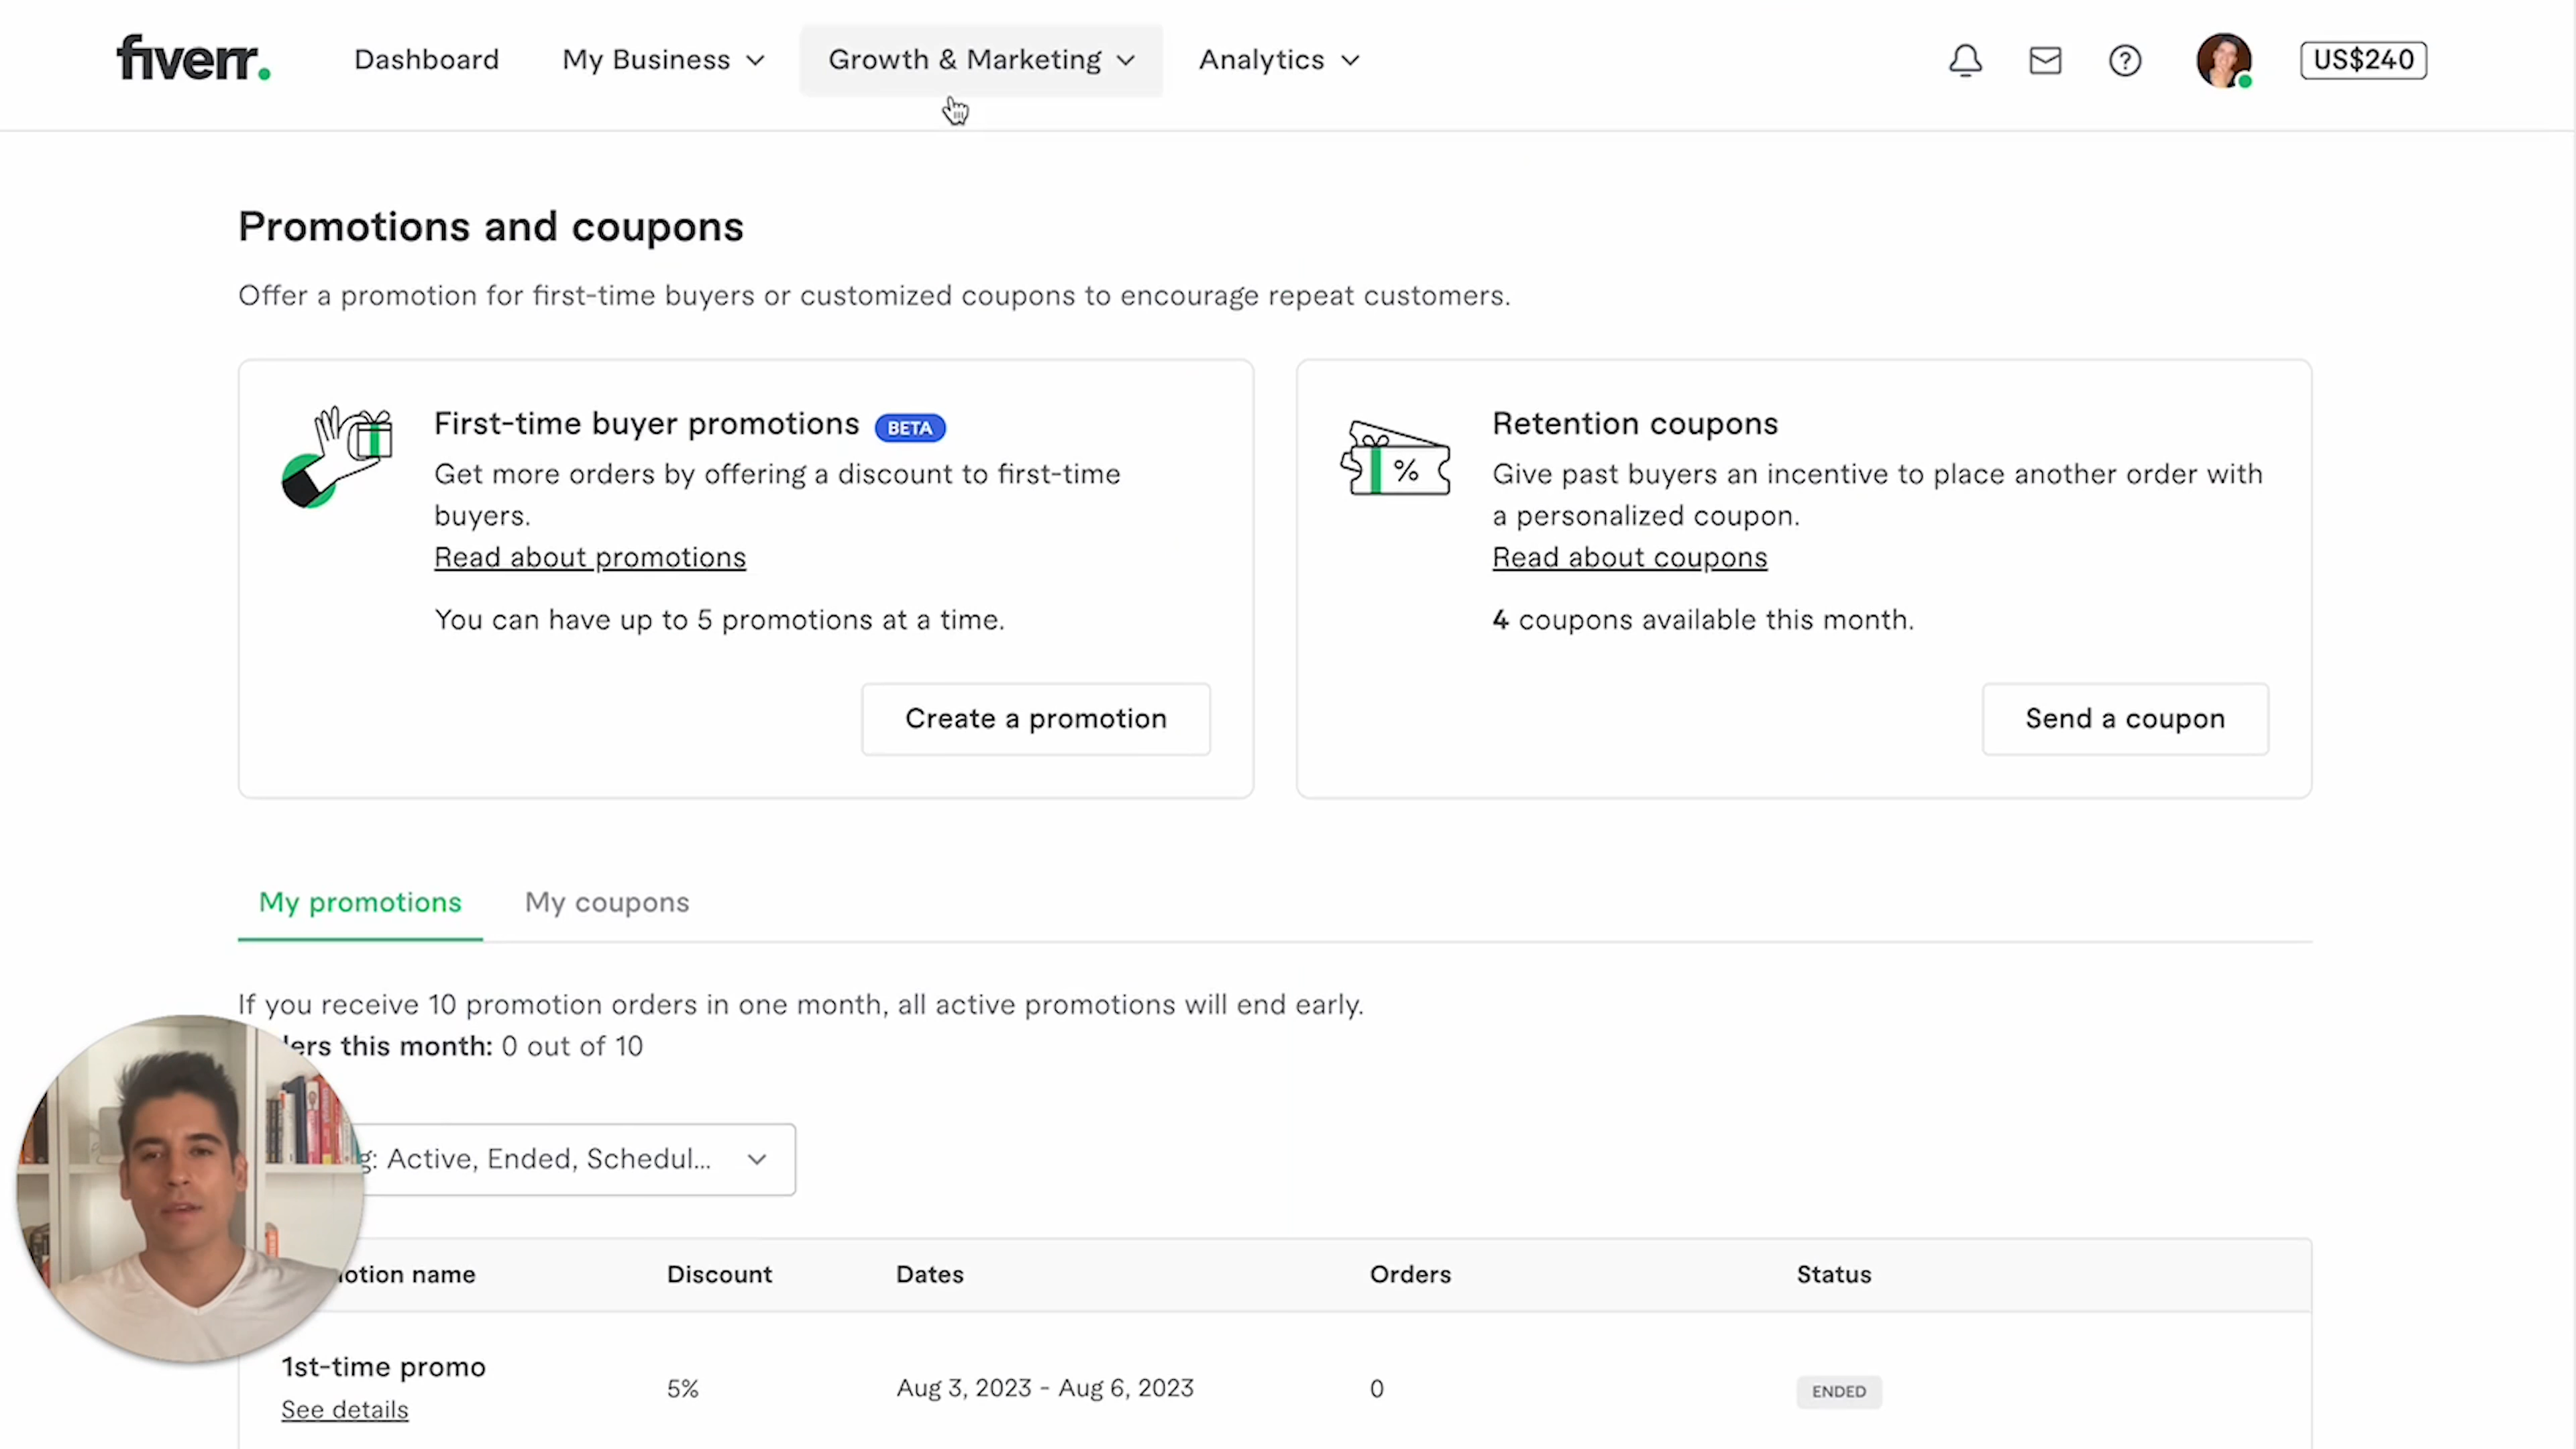 fiverr.
Dashboard
My Business
Growth & Marketing
Analytics
US$240
Promotions and coupons
Offer a promotion for first-time buyers or customized coupons to encourage repeat customers.
First-time buyer promotions BETA
Get more orders by offering a discount to first-time
buyers.
Read about promotions
You can have up to 5 promotions at a time.
Create a promotion
Retention coupons
%
Give past buyers an incentive to place another order with
a personalized coupon.
Read about coupons
4 coupons available this month.
Send a coupon
My promotions
My coupons
If you receive 10 promotion orders in one month, all active promotions will end early.
this month: 0 out of 10
Active, Ended, Schedul...
name
Discount
Dates
Orders
Status
1st-time promo
See details
5%
Aug 3, 2023 - Aug 6, 2023
0
ENDED